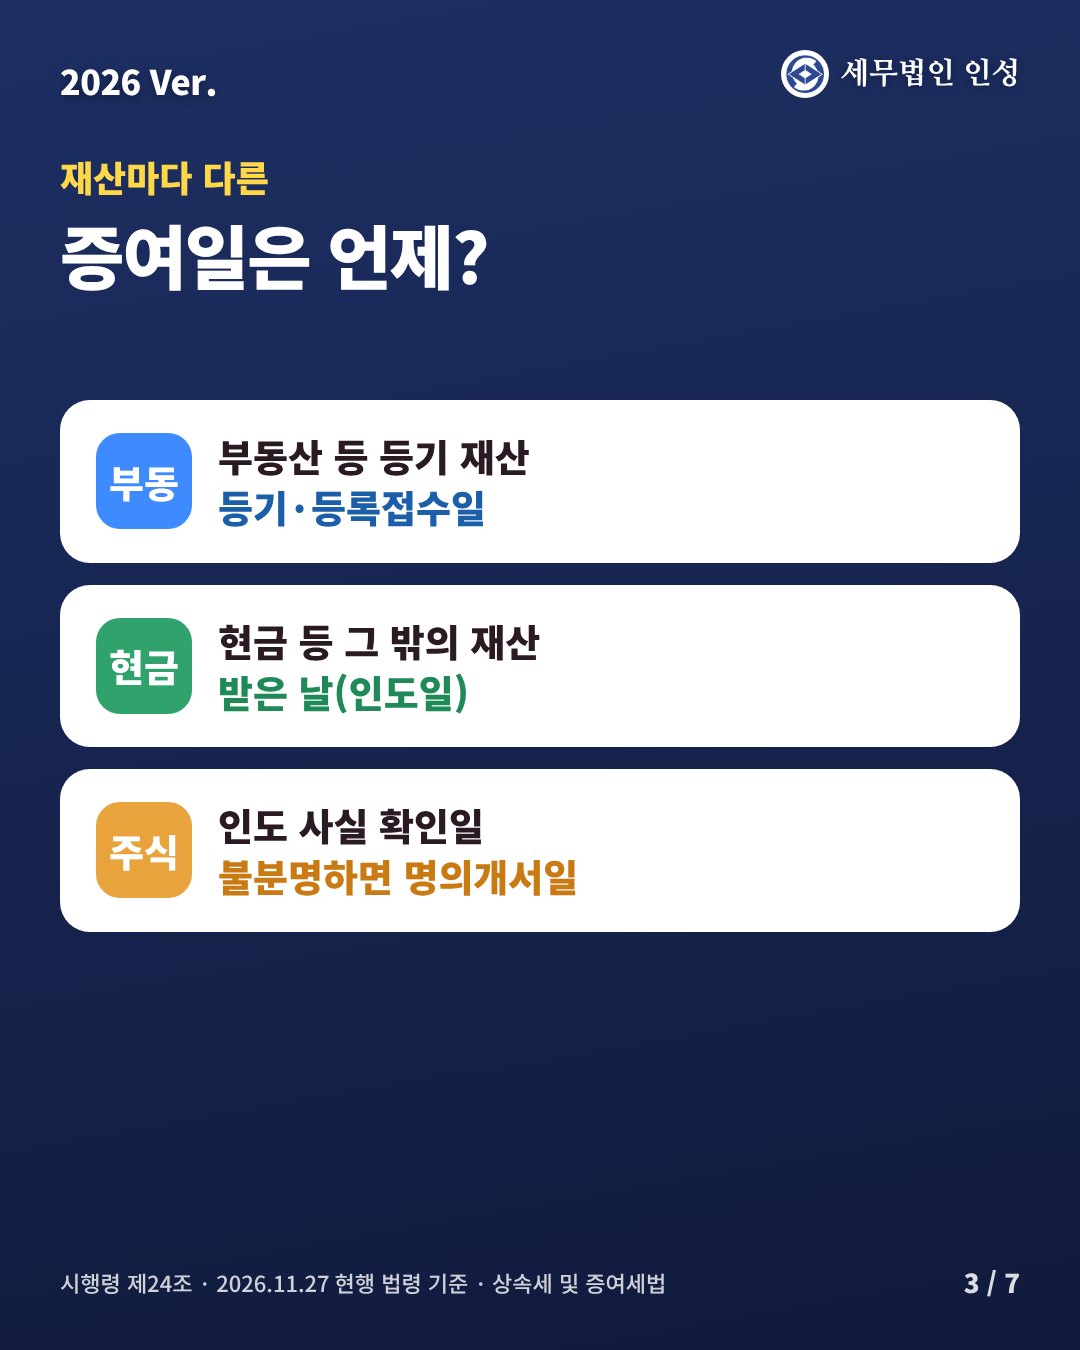 2026 Ver.
세무법인 인성
재산마다 다른
증여일은 언제?
부동
부동산 등 등기 재산
등기·등록접수일
현금
현금 등 그 밖의 재산
받은 날(인도일)
주식
인도 사실 확인일
불분명하면 명의개서일
시행령 제24조 · 2026.11.27 현행 법령 기준 · 상속세 및 증여세법
3 / 7